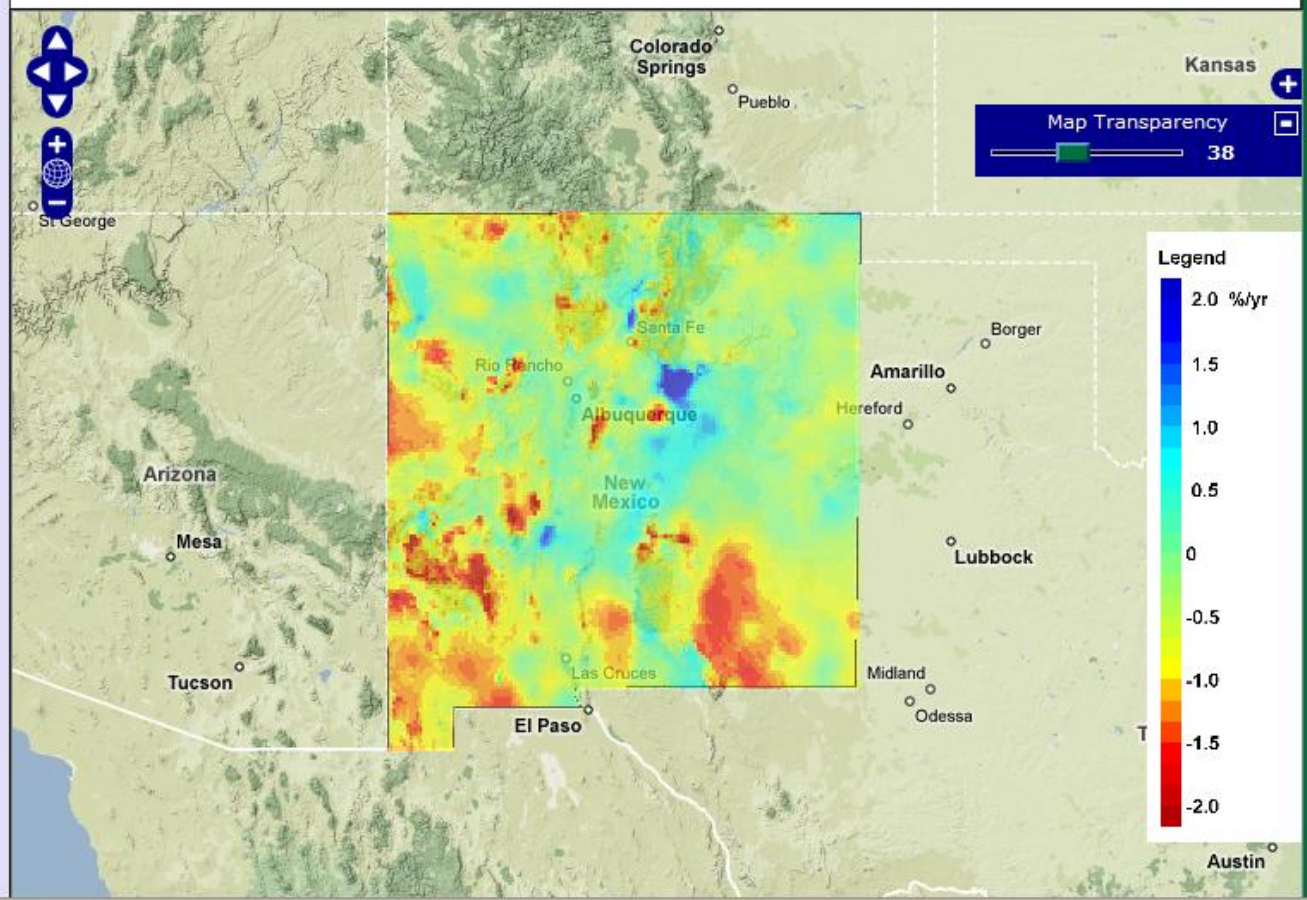 Colorado
Springs
Pueblo
Kansas
+
Map Transparency
-
38
+
-
St George
Legend
2.0 %/yr
1.5
1.0
0.5
0
-0.5
-1.0
-1.5
-2.0
Santa Fe
Rio Rancho
Albuquerque
Borger
Amarillo
Hereford
Arizona
New
Mexico
Mesa
Lubbock
Tucson
Las Cruces
Midland
Odessa
El Paso
T
Austin